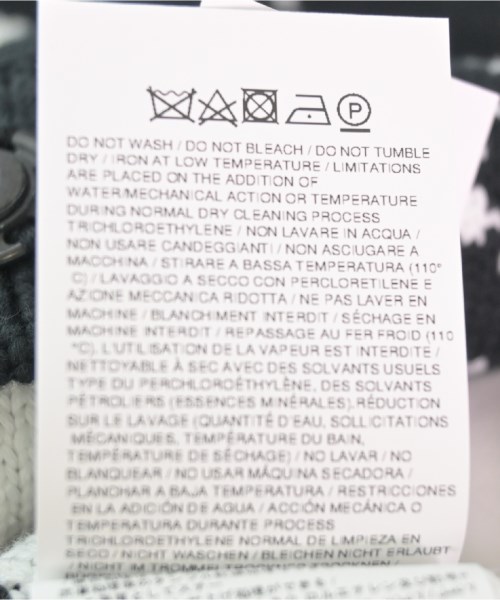 P
DO NOT WASH / DO NOT BLEACH / DO NOT TUMBLE
DRY / IRON AT LOW TEMPERATURE / LIMITATIONS
ARE PLACED ON THE ADDITION OF
WATER/MECHANICAL ACTION OR TEMPERATURE
DURING NORMAL DRY CLEANING PROCESS
TRICHLOROETHYLENE / NON LAVARE IN ACQUA /
NON USARE CANDEGGIANTI / NON ASCIUGARE A
MACCHINA / STIRARE A BASSA TEMPERATURA (110°
C) / LAVAGGIO A SECCO CON PERCLORETILENE E
AZIONE MECCANICA RIDOTTA / NE PAS LAVER EN
MACHINE / BLANCHIMENT INTERDIT / SÉCHAGE EN
MACHINE INTERDIT / REPASSAGE AU FER FROID (110
°C). L'UTILISATION DE LA VAPEUR EST INTERDITE /
NETTOYABLE À SEC AVEC DES SOLVANTS USUELS
TYPE DU PERCHLOROÉTHYLÈNE, DES SOLVANTS
PÉTROLIERS (ESSENCES MINÉRALES). RÉDUCTION
SUR LE LAVAGE (QUANTITÉ D'EAU, SOLLICITATIONS
MÉCANIQUES, TEMPÉRATURE DU BAIN,
TEMPÉRATURE DE SÉCHAGE) / NO LAVAR / NO
BLANQUEAR / NO USAR MÁQUINA SECADORA /
PLANCHAR A BAJA TEMPERATURA / RESTRICCIONES
EN LA ADICIÓN DE AGUA / ACCIÓN MECÁNICA O
TEMPERATURA DURANTE PROCESS
TRICHLOROETHYLENE NORMAL DE LIMPIEZA EN
SECO / NICHT WASCHEN / BLEICHEN NICHT ERLAUBT
/ NICHT IM TROMMEL TROCKNER TROCKNEN /